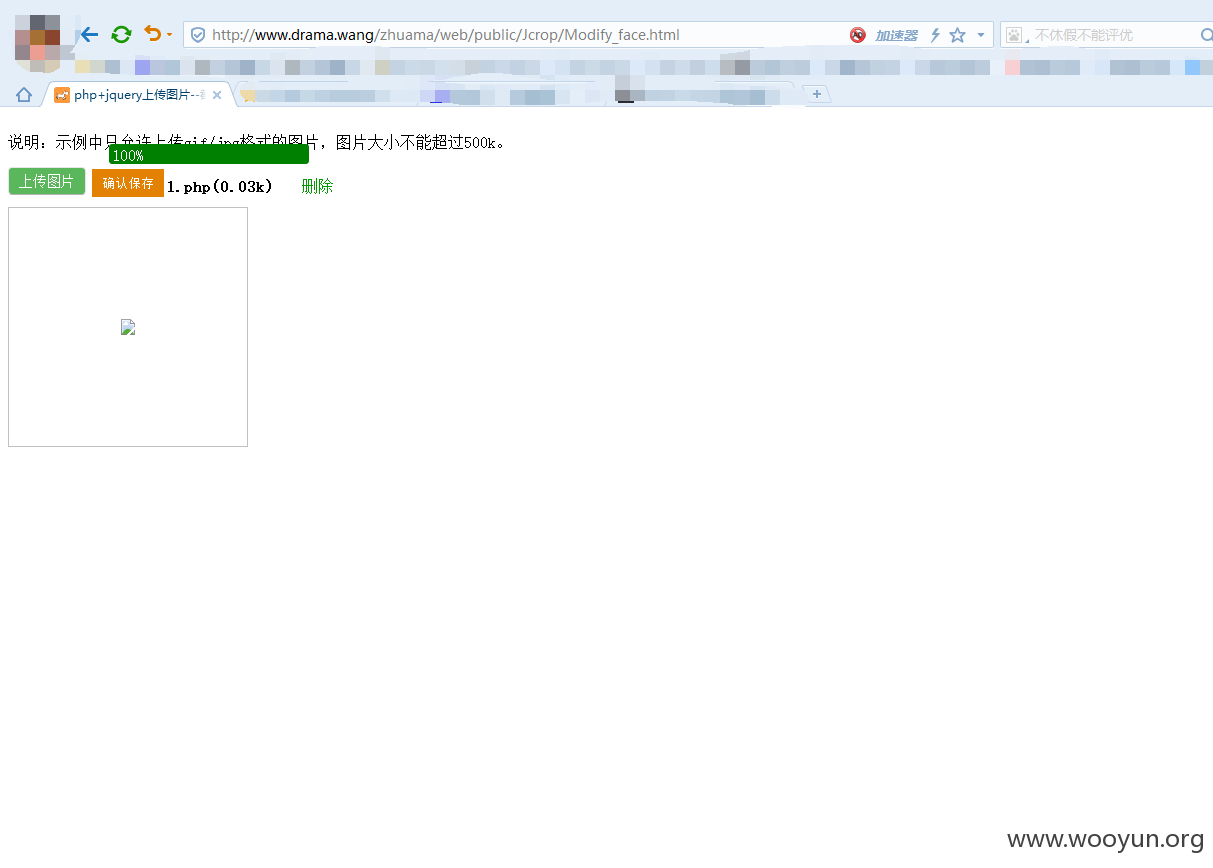 http://www.drama.wang/zhuama/web/public/Jcrop/Modify_face.html
加速器
不休假不能评优
php+jquery上传图片--
说明：示例中只允许上传gif/jpg格式的图片，图片大小不能超过500k。
100%
上传图片 确认保存 1.php(0.03k) 删除
www.wooyun.org